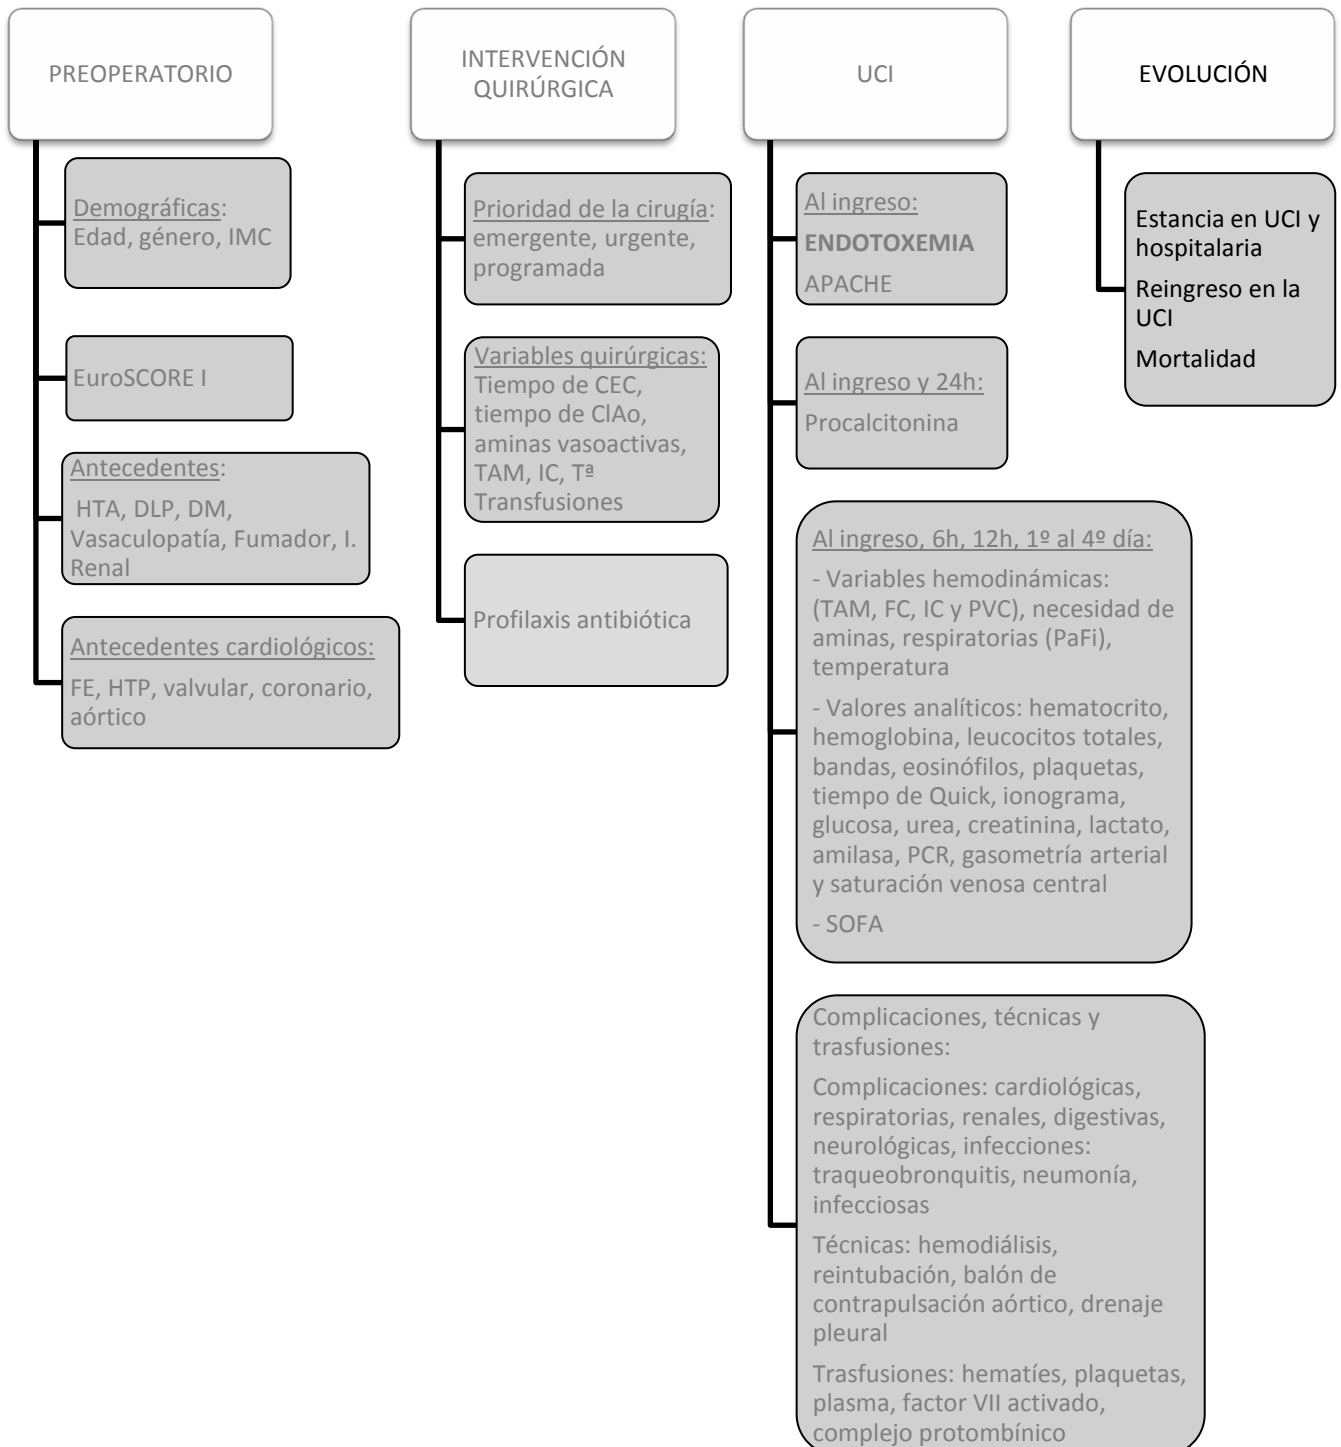 PREOPERATORIO
Demográficas:
Edad, género, IMC
EuroSCORE I
Antecedentes:
HTA, DLP, DM,
Vasaculopatía, Fumador, I.
Renal
Antecedentes cardiológicos:
FE, HTP, valvular, coronario,
aórtico
INTERVENCIÓN
QUIRÚRGICA
Prioridad de la cirugía:
emergente, urgente,
programada
Variables quirúrgicas:
Tiempo de CEC,
tiempo de ClAo,
aminas vasoactivas,
TAM, IC, Tª
Transfusiones
Profilaxis antibiótica
UCI
Al ingreso:
ENDOTOXEMIA
APACHE
Al ingreso y 24h:
Procalcitonina
Al ingreso, 6h, 12h, 1º al 4º día:
- Variables hemodinámicas:
(TAM, FC, IC y PVC), necesidad de
aminas, respiratorias (PaFi),
temperatura
- Valores analíticos: hematocrito,
hemoglobina, leucocitos totales,
bandas, eosinófilos, plaquetas,
tiempo de Quick, ionograma,
glucosa, urea, creatinina, lactato,
amilasa, PCR, gasometría arterial
y saturación venosa central
- SOFA
Complicaciones, técnicas y
trasfusiones:
Complicaciones: cardiológicas,
respiratorias, renales, digestivas,
neurológicas, infecciones:
traqueobronquitis, neumonía,
infecciosas
Técnicas: hemodiálisis,
reintubación, balón de
contrapulsación aórtico, drenaje
pleural
Trasfusiones: hematíes, plaquetas,
plasma, factor VII activado,
complejo protombínico
EVOLUCIÓN
Estancia en UCI y
hospitalaria
Reingreso en la
UCI
Mortalidad